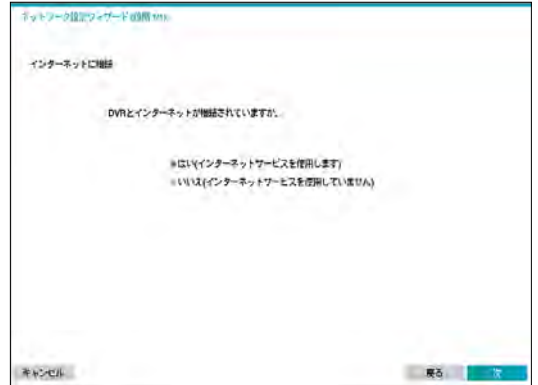 ネットワーク設定ウィザード (段階 1/1)
インターネットに接続
DVRとインターネットが接続されていますか。
はい(インターネットサービスを使用します)
いいえ(インターネットサービスを使用していません)
キャンセル
戻る
次